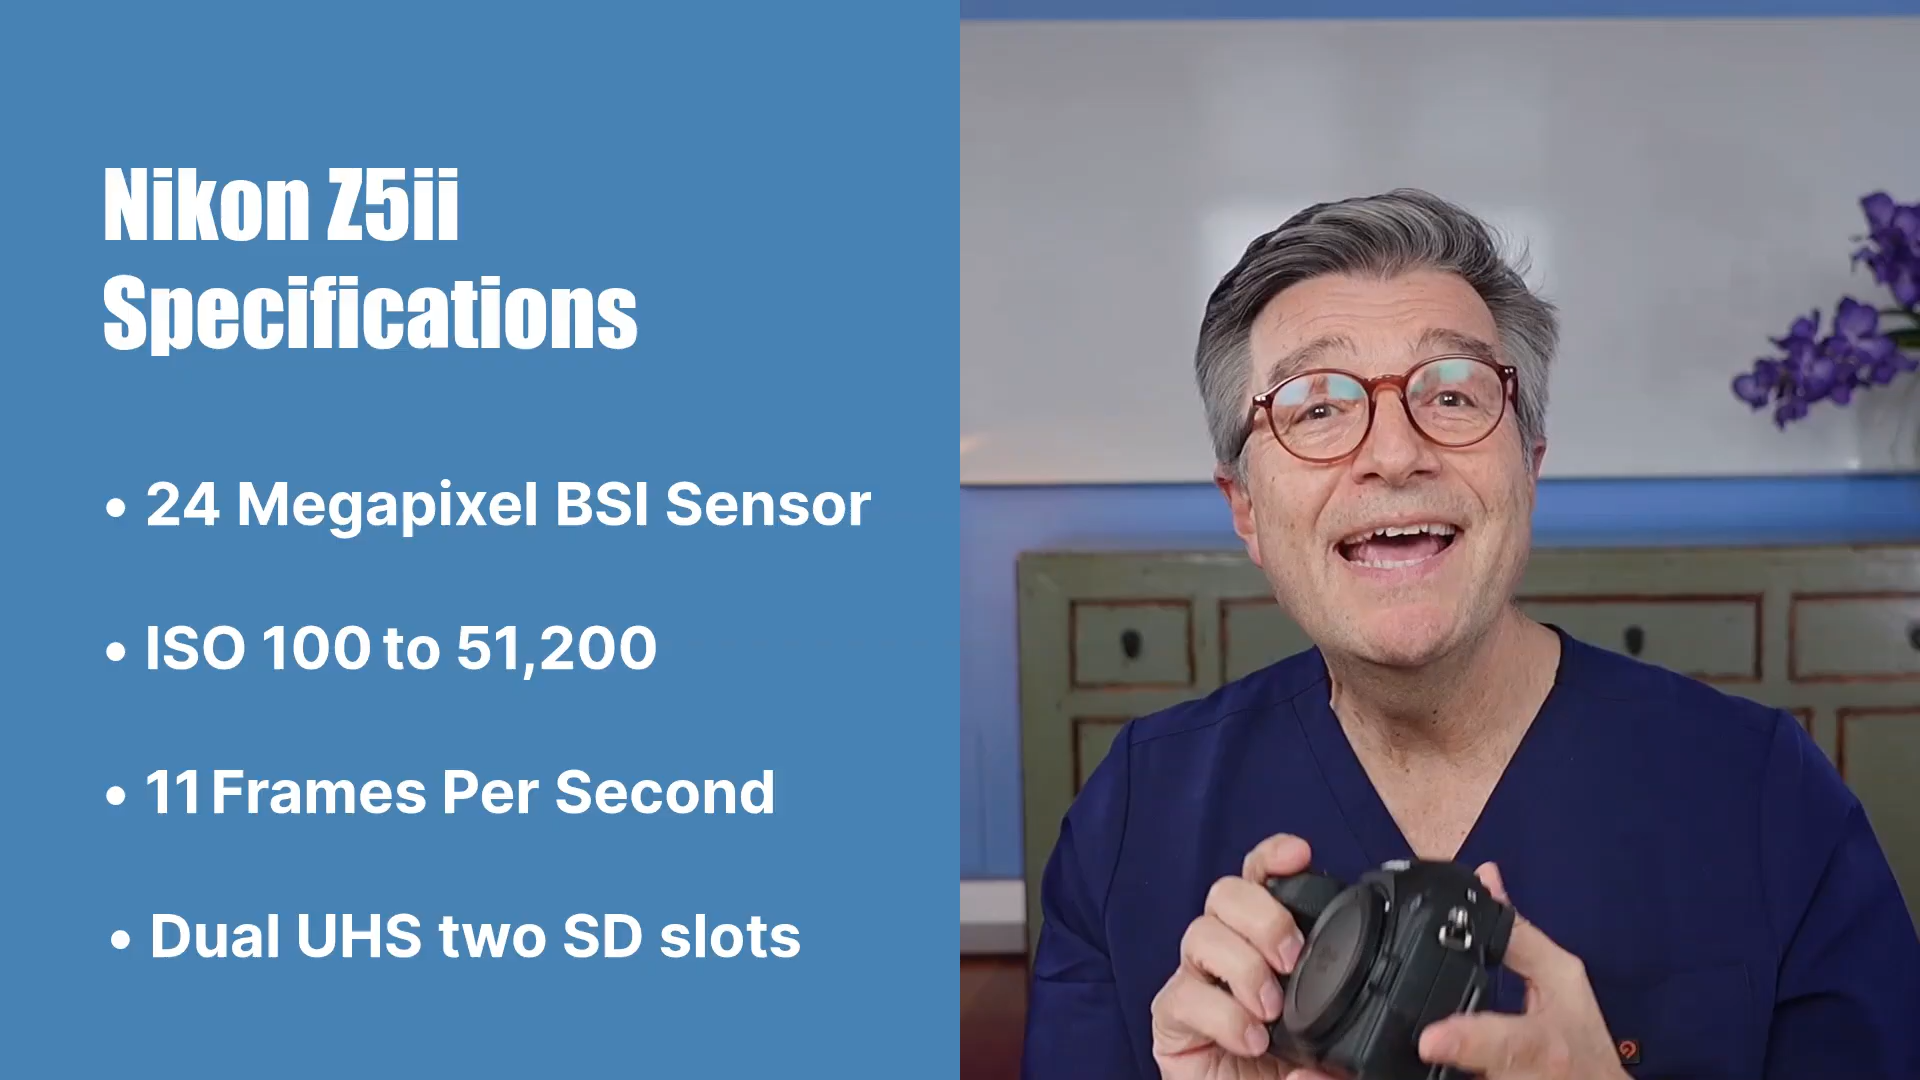 Nikon Z5ii
Specifications
• 24 Megapixel BSI Sensor
• ISO 100 to 51,200
• 11 Frames Per Second
• Dual UHS two SD slots